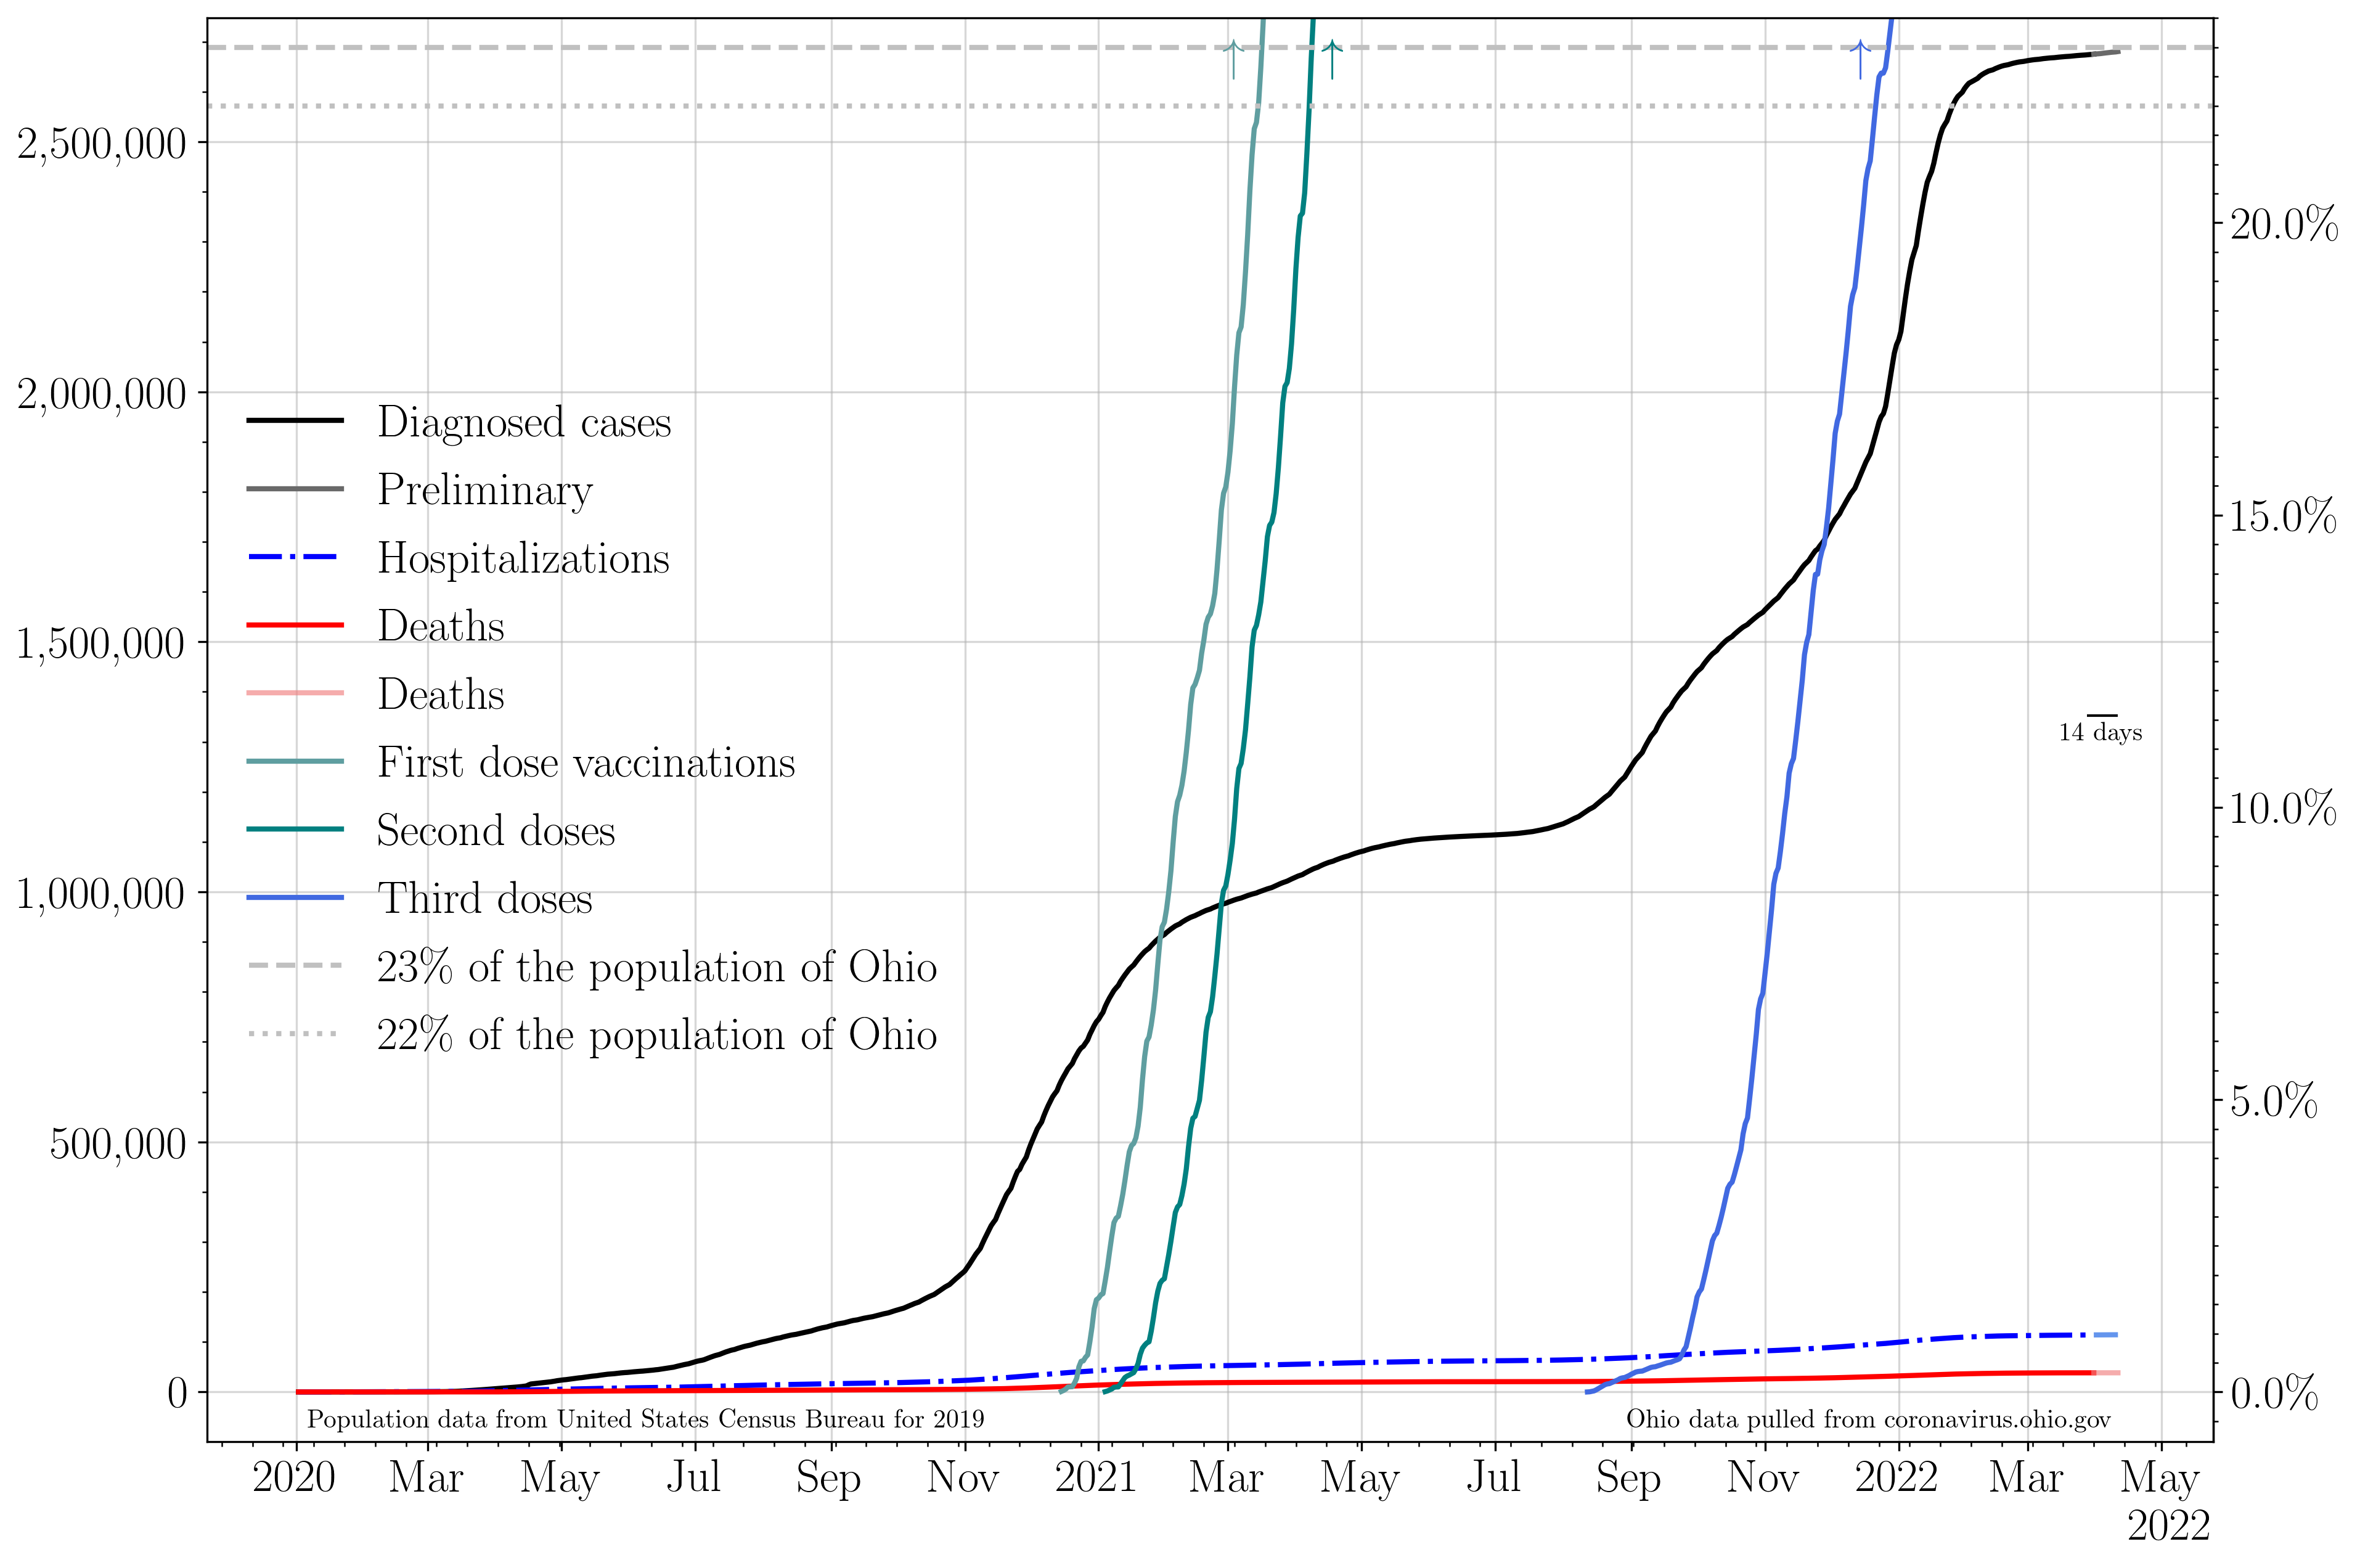 2,500,000
2,000,000
1,500,000
1,000,000
500,000
0
Diagnosed cases
Preliminary
Hospitalizations
Deaths
Deaths
First dose vaccinations
Second doses
Third doses
23% of the population of Ohio
22% of the population of Ohio
14 days
20.0%
15.0%
10.0%
5.0%
0.0%
Population data from United States Census Bureau for 2019
Ohio data pulled from coronavirus.ohio.gov
2020 Mar May Jul Sep Nov 2021 Mar May Jul Sep Nov 2022 Mar May
2022